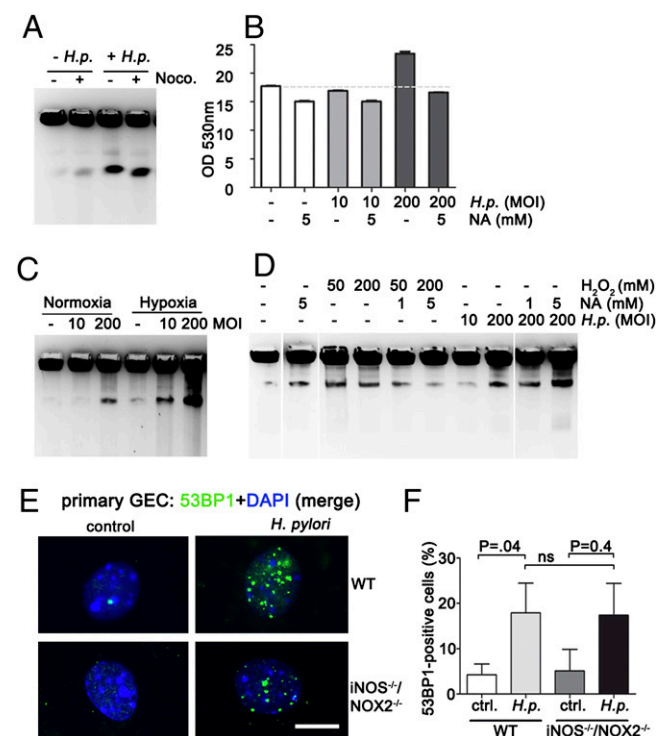 A
- H.p. + H.p.
- + - + Noco.
B
OD 530nm
25
20
15
10
5
0
- - 10 10 200 200 H.p. (MOI)
- 5 - 5 - 5 NA (mM)
C
Normoxia Hypoxia
- 10 200 - 10 200 MOI
D
- - 50 200 50 200 - - - - H₂O₂ (mM)
- 5 - - 1 5 - - 1 5 NA (mM)
- - - - - - 10 200 200 200 H.p. (MOI)
E primary GEC: 53BP1+DAPI (merge)
control H. pylori
WT
iNOS⁻/⁻/
NOX2⁻/⁻
F
53BP1-positive cells (%)
30
20
10
0
P=.04 P=0.4
ns
ctrl. H.p. ctrl. H.p.
WT iNOS⁻/⁻/NOX2⁻/⁻